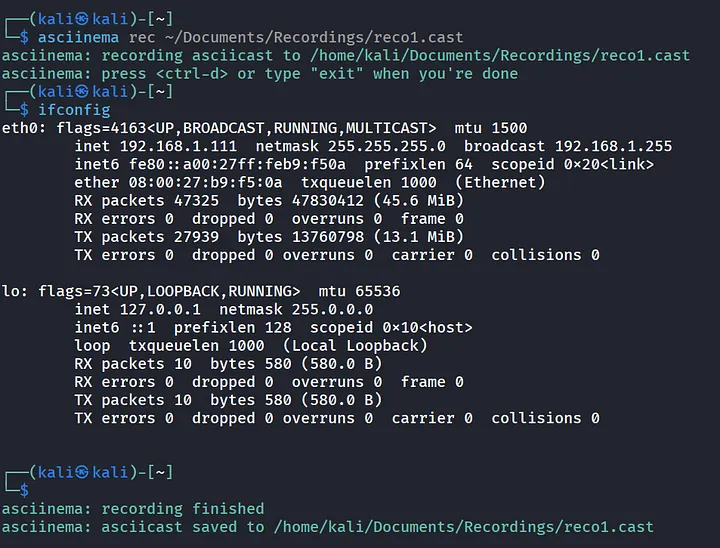 ┌──(kali㉿kali)-[~]
└─$ asciinema rec ~/Documents/Recordings/reco1.cast
asciinema: recording asciicast to /home/kali/Documents/Recordings/reco1.cast
asciinema: press <ctrl-d> or type "exit" when you're done
┌──(kali㉿kali)-[~]
└─$ ifconfig
eth0: flags=4163<UP,BROADCAST,RUNNING,MULTICAST>  mtu 1500
        inet 192.168.1.111  netmask 255.255.255.0  broadcast 192.168.1.255
        inet6 fe80::a00:27ff:feb9:f50a  prefixlen 64  scopeid 0×20<link>
        ether 08:00:27:b9:f5:0a  txqueuelen 1000  (Ethernet)
        RX packets 47325  bytes 47830412 (45.6 MiB)
        RX errors 0  dropped 0  overruns 0  frame 0
        TX packets 27939  bytes 13760798 (13.1 MiB)
        TX errors 0  dropped 0 overruns 0  carrier 0  collisions 0

lo: flags=73<UP,LOOPBACK,RUNNING>  mtu 65536
        inet 127.0.0.1  netmask 255.0.0.0
        inet6 ::1  prefixlen 128  scopeid 0×10<host>
        loop  txqueuelen 1000  (Local Loopback)
        RX packets 10  bytes 580 (580.0 B)
        RX errors 0  dropped 0  overruns 0  frame 0
        TX packets 10  bytes 580 (580.0 B)
        TX errors 0  dropped 0 overruns 0  carrier 0  collisions 0

┌──(kali㉿kali)-[~]
└─$
asciinema: recording finished
asciinema: asciicast saved to /home/kali/Documents/Recordings/reco1.cast